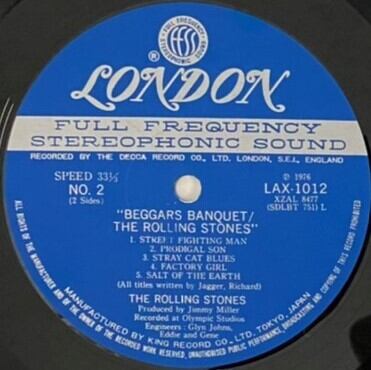 FULL FREQUENCY
ffss
STEREOPHONIC SOUND
®
LONDON
FULL FREQUENCY
STEREOPHONIC SOUND
RECORDED BY THE DECCA RECORD CO., LTD. LONDON, S.E.I., ENGLAND
SPEED 33⅓
NO. 2
(2 Sides)
℗ 1976
LAX-1012
XZAL 8477
(SDLBT 751) L
"BEGGARS BANQUET/
THE ROLLING STONES"
1. STREET FIGHTING MAN
2. PRODIGAL SON
3. STRAY CAT BLUES
4. FACTORY GIRL
5. SALT OF THE EARTH
(All titles written by Jagger, Richard)
THE ROLLING STONES
Produced by Jimmy Miller
Recorded at Olympic Studios
Engineers : Glyn Johns,
Eddie and Gene
MANUFACTURED BY KING RECORD CO., LTD. TOKYO, JAPAN
ALL RIGHTS OF THE MANUFACTURER AND OF THE OWNER OF THE RECORDED WORK RESERVED. UNAUTHORISED PUBLIC PERFORMANCE, BROADCASTING AND COPYING OF THIS RECORD PROHIBITED